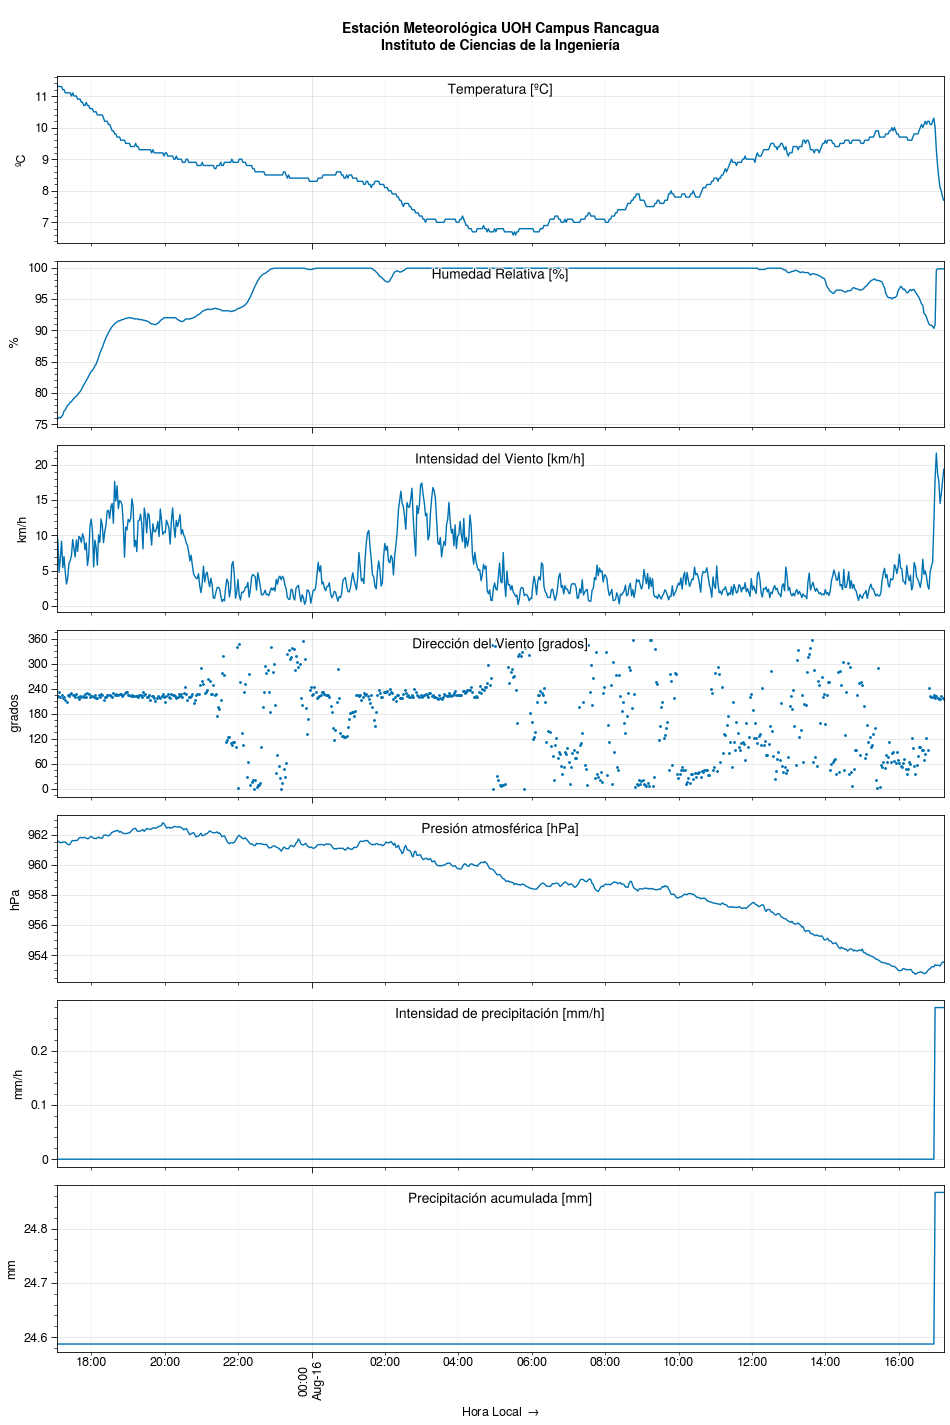 Estación Meteorológica UOH Campus Rancagua
Instituto de Ciencias de la Ingeniería
Temperatura [ºC]
ºC
11
10
9
8
7
Humedad Relativa [%]
%
100
95
90
85
80
75
Intensidad del Viento [km/h]
km/h
20
15
10
5
0
Dirección del Viento [grados]
grados
360
300
240
180
120
60
0
Presión atmosférica [hPa]
hPa
962
960
958
956
954
Intensidad de precipitación [mm/h]
mm/h
0.2
0.1
0
Precipitación acumulada [mm]
mm
24.8
24.7
24.6
18:00 20:00 22:00 00:00 02:00 04:00 06:00 08:00 10:00 12:00 14:00 16:00
Aug-16
Hora Local →